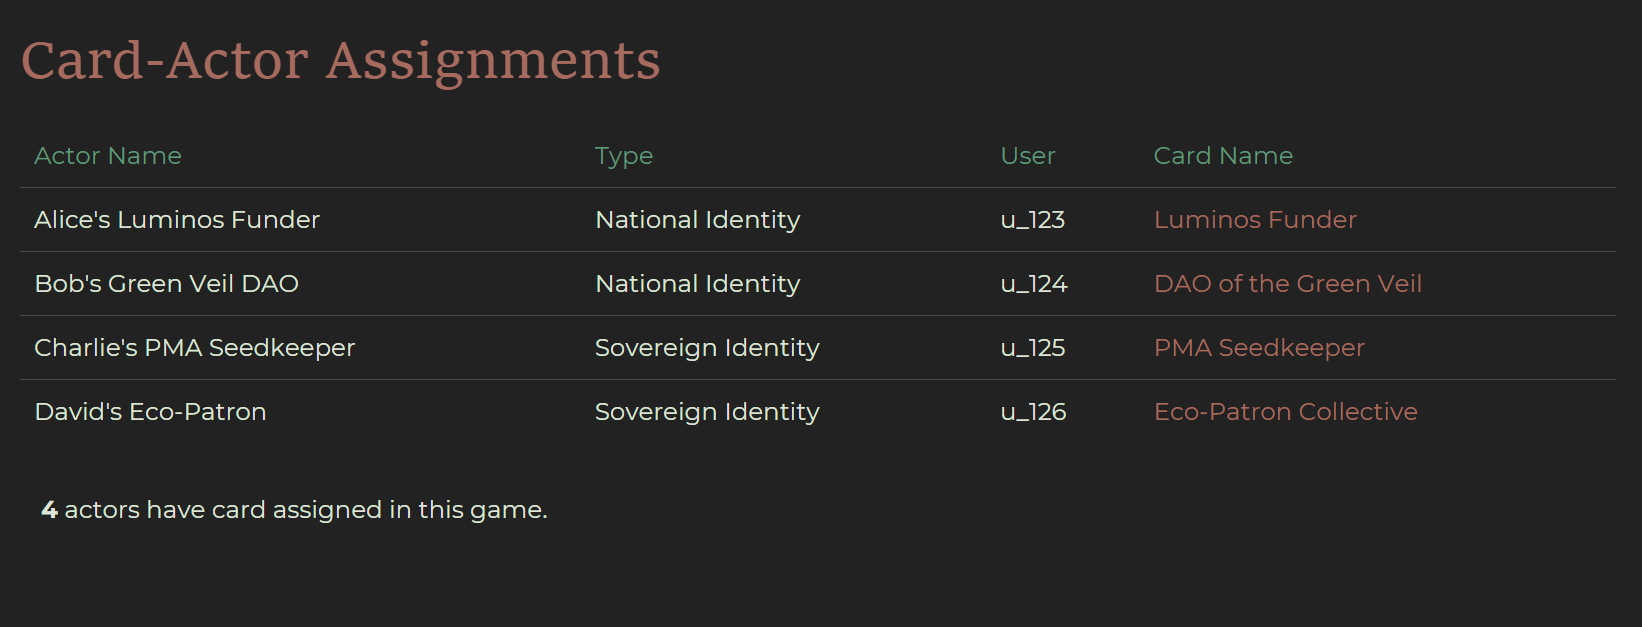 Card-Actor Assignments
Actor Name Type User Card Name
Alice's Luminos Funder National Identity u_123 Luminos Funder
Bob's Green Veil DAO National Identity u_124 DAO of the Green Veil
Charlie's PMA Seedkeeper Sovereign Identity u_125 PMA Seedkeeper
David's Eco-Patron Sovereign Identity u_126 Eco-Patron Collective
4 actors have card assigned in this game.